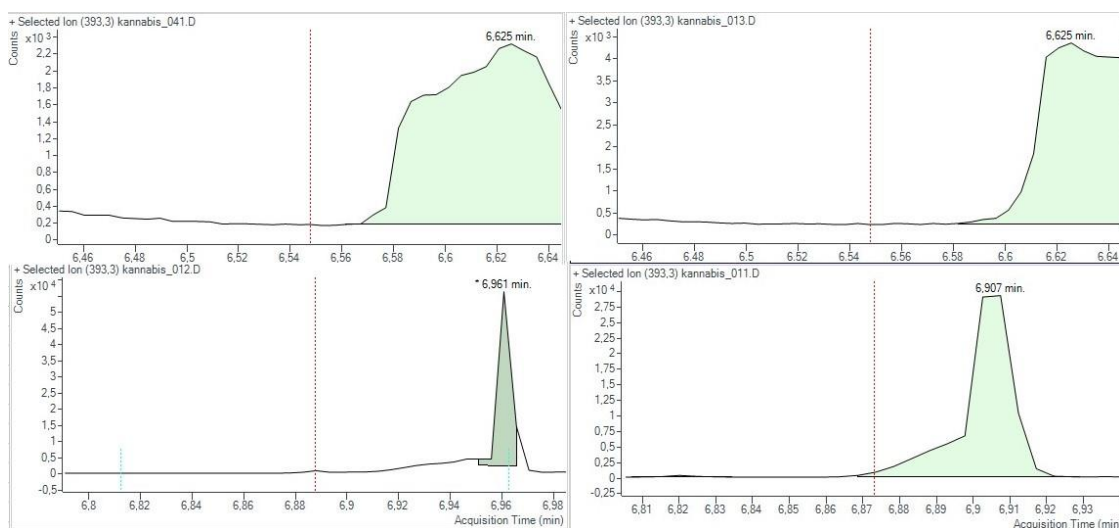 + Selected Ion (393,3) kannabis_041.D
Counts
x10 3
6,625 min.
2,2
2
1,8
1,6
1,4
1,2
1
0,8
0,6
0,4
0,2
0
6,46 6,48 6,5 6,52 6,54 6,56 6,58 6,6 6,62 6,64
+ Selected Ion (393,3) kannabis_013.D
Counts
x10 3
6,625 min.
4
3,5
3
2,5
2
1,5
1
0,5
0
6,46 6,48 6,5 6,52 6,54 6,56 6,58 6,6 6,62 6,64
+ Selected Ion (393,3) kannabis_012.D
Counts
x10 4
* 6,961 min.
5
4,5
4
3,5
3
2,5
2
1,5
1
0,5
0
-0,5
6,8 6,82 6,84 6,86 6,88 6,9 6,92 6,94 6,96 6,98
Acquisition Time (min)
+ Selected Ion (393,3) kannabis_011.D
Counts
x10 4
6,907 min.
2,75
2,5
2,25
2
1,75
1,5
1,25
1
0,75
0,5
0,25
0
-0,25
6,81 6,82 6,83 6,84 6,85 6,86 6,87 6,88 6,89 6,9 6,91 6,92 6,93
Acquisition Time (min)